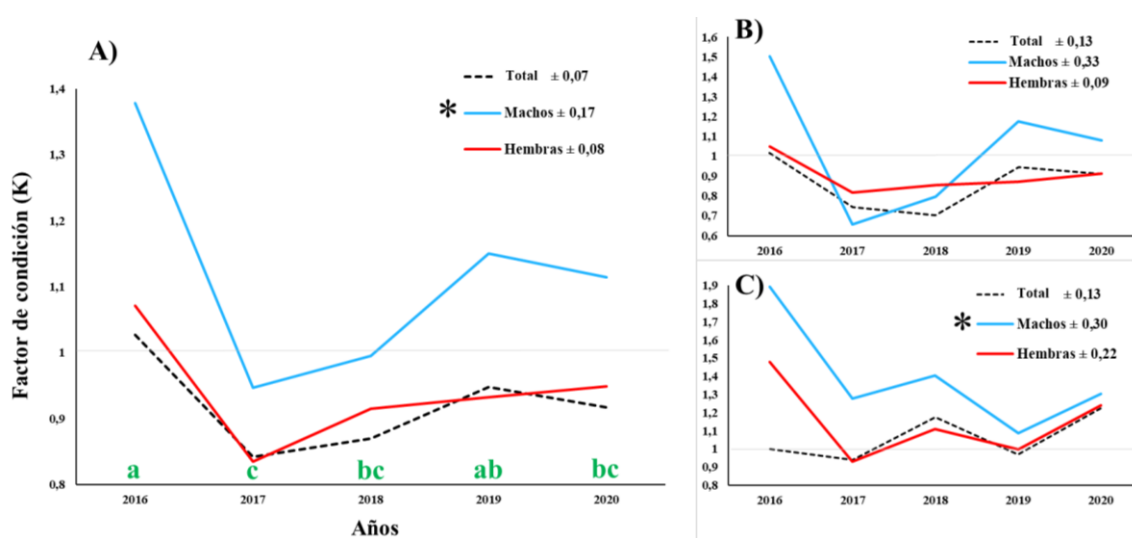 A)
Total ± 0,07
* Machos ± 0,17
Hembras ± 0,08
Factor de condición (K)
1,4
1,3
1,2
1,1
1
0,9
0,8
a c bc ab bc
2016 2017 2018 2019 2020
Años
B)
Total ± 0,13
Machos ± 0,33
Hembras ± 0,09
1,6
1,5
1,4
1,3
1,2
1,1
1
0,9
0,8
0,7
0,6
2016 2017 2018 2019 2020
C)
Total ± 0,13
* Machos ± 0,30
Hembras ± 0,22
1,9
1,8
1,7
1,6
1,5
1,4
1,3
1,2
1,1
1
0,9
0,8
2016 2017 2018 2019 2020